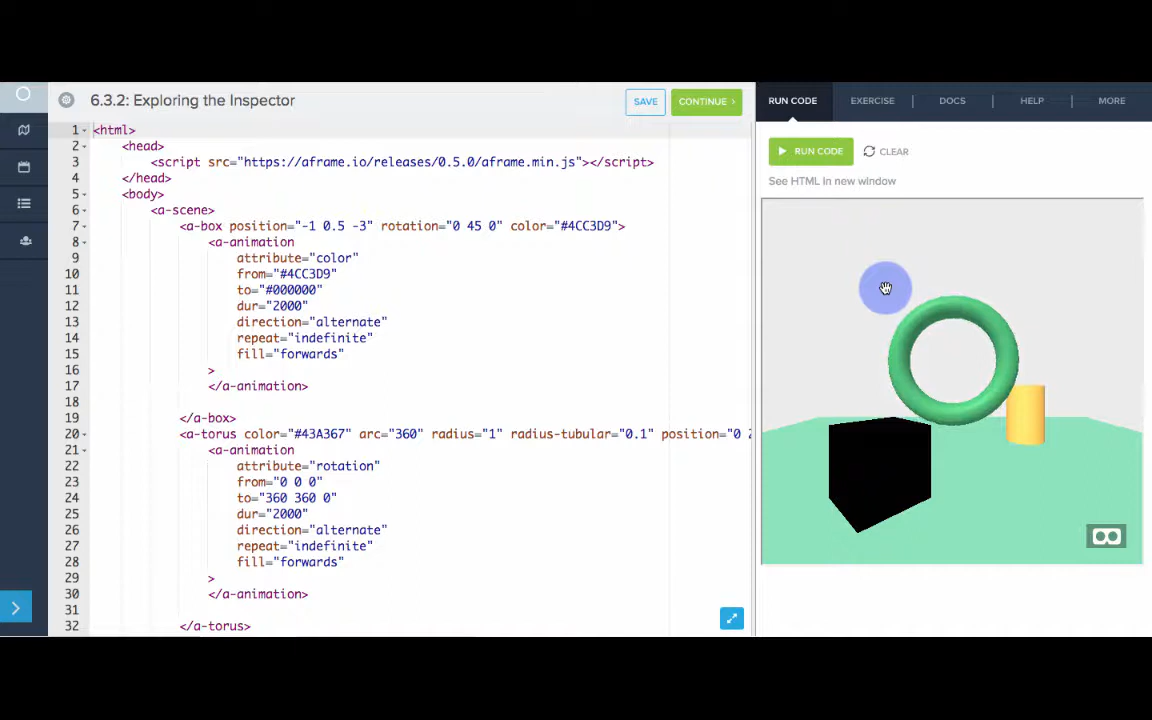 6.3.2: Exploring the Inspector
SAVE
CONTINUE >
RUN CODE
EXERCISE
DOCS
HELP
MORE
RUN CODE
CLEAR
See HTML in new window
1 <html>
2 <head>
3 <script src="https://aframe.io/releases/0.5.0/aframe.min.js"></script>
4 </head>
5 <body>
6 <a-scene>
7 <a-box position="-1 0.5 -3" rotation="0 45 0" color="#4CC3D9">
8 <a-animation
9 attribute="color"
10 from="#4CC3D9"
11 to="#000000"
12 dur="2000"
13 direction="alternate"
14 repeat="indefinite"
15 fill="forwards"
16 >
17 </a-animation>
18
19 </a-box>
20 <a-torus color="#43A367" arc="360" radius="1" radius-tubular="0.1" position="0 2
21 <a-animation
22 attribute="rotation"
23 from="0 0 0"
24 to="360 360 0"
25 dur="2000"
26 direction="alternate"
27 repeat="indefinite"
28 fill="forwards"
29 >
30 </a-animation>
31
32 </a-torus>